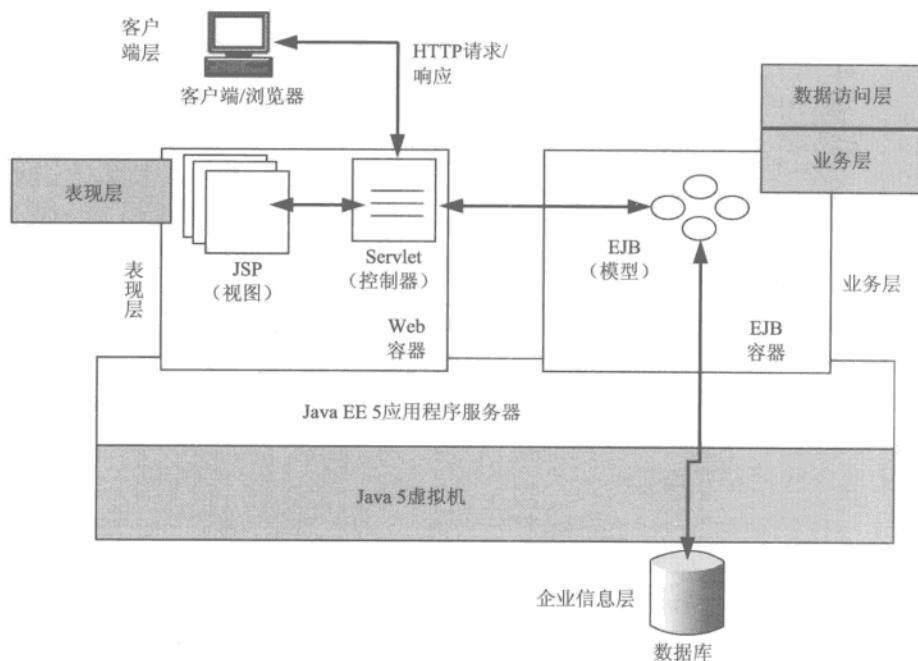 客户
端层
客户端/浏览器
HTTP请求/
响应
数据访问层
业务层
表现层
JSP
（视图）
Servlet
（控制器）
EJB
（模型）
表现层
业务层
Web
容器
EJB
容器
Java EE 5应用程序服务器
Java 5虚拟机
企业信息层
数据库